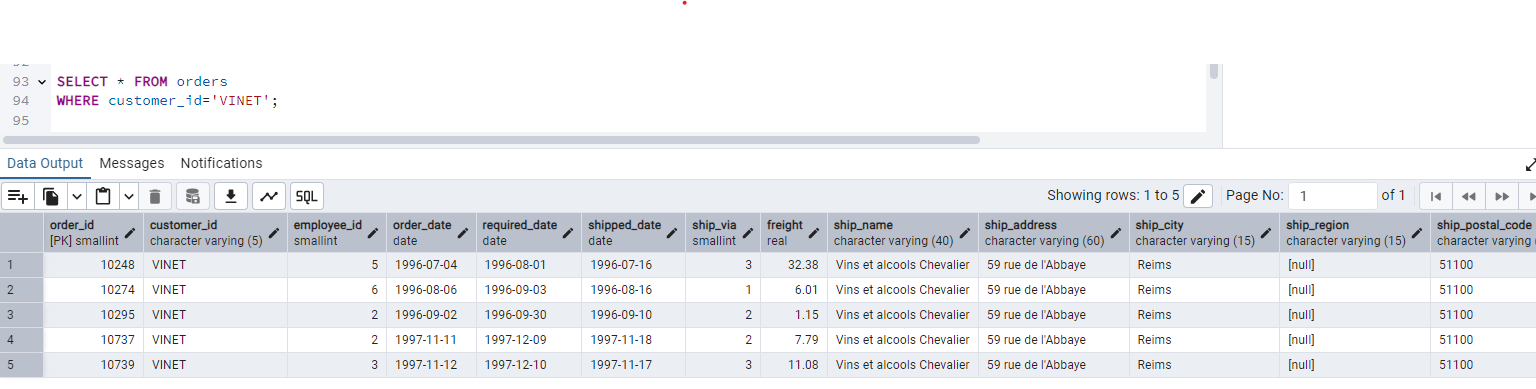 93 SELECT * FROM orders
94 WHERE customer_id='VINET';
95
Data Output Messages Notifications
SQL Showing rows: 1 to 5 Page No: 1 of 1
order_id customer_id employee_id order_date required_date shipped_date ship_via freight ship_name ship_address ship_city ship_region ship_postal_code
[PK] smallint character varying (5) smallint date date date smallint real character varying (40) character varying (60) character varying (15) character varying (15) character varying (10
1 10248 VINET 5 1996-07-04 1996-08-01 1996-07-16 3 32.38 Vins et alcools Chevalier 59 rue de l'Abbaye Reims [null] 51100
2 10274 VINET 6 1996-08-06 1996-09-03 1996-08-16 1 6.01 Vins et alcools Chevalier 59 rue de l'Abbaye Reims [null] 51100
3 10295 VINET 2 1996-09-02 1996-09-30 1996-09-10 2 1.15 Vins et alcools Chevalier 59 rue de l'Abbaye Reims [null] 51100
4 10737 VINET 2 1997-11-11 1997-12-09 1997-11-18 2 7.79 Vins et alcools Chevalier 59 rue de l'Abbaye Reims [null] 51100
5 10739 VINET 3 1997-11-12 1997-12-10 1997-11-17 3 11.08 Vins et alcools Chevalier 59 rue de l'Abbaye Reims [null] 51100